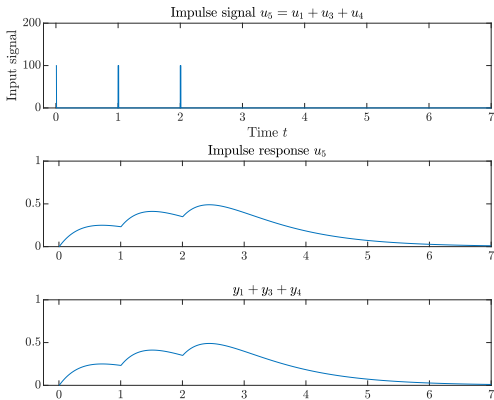 Impulse signal u₅ = u₁ + u₃ + u₄
200
100
0
Input signal
0 1 2 3 4 5 6 7
Time t
Impulse response u₅
1
0.5
0
0 1 2 3 4 5 6 7
y₁ + y₃ + y₄
1
0.5
0
0 1 2 3 4 5 6 7